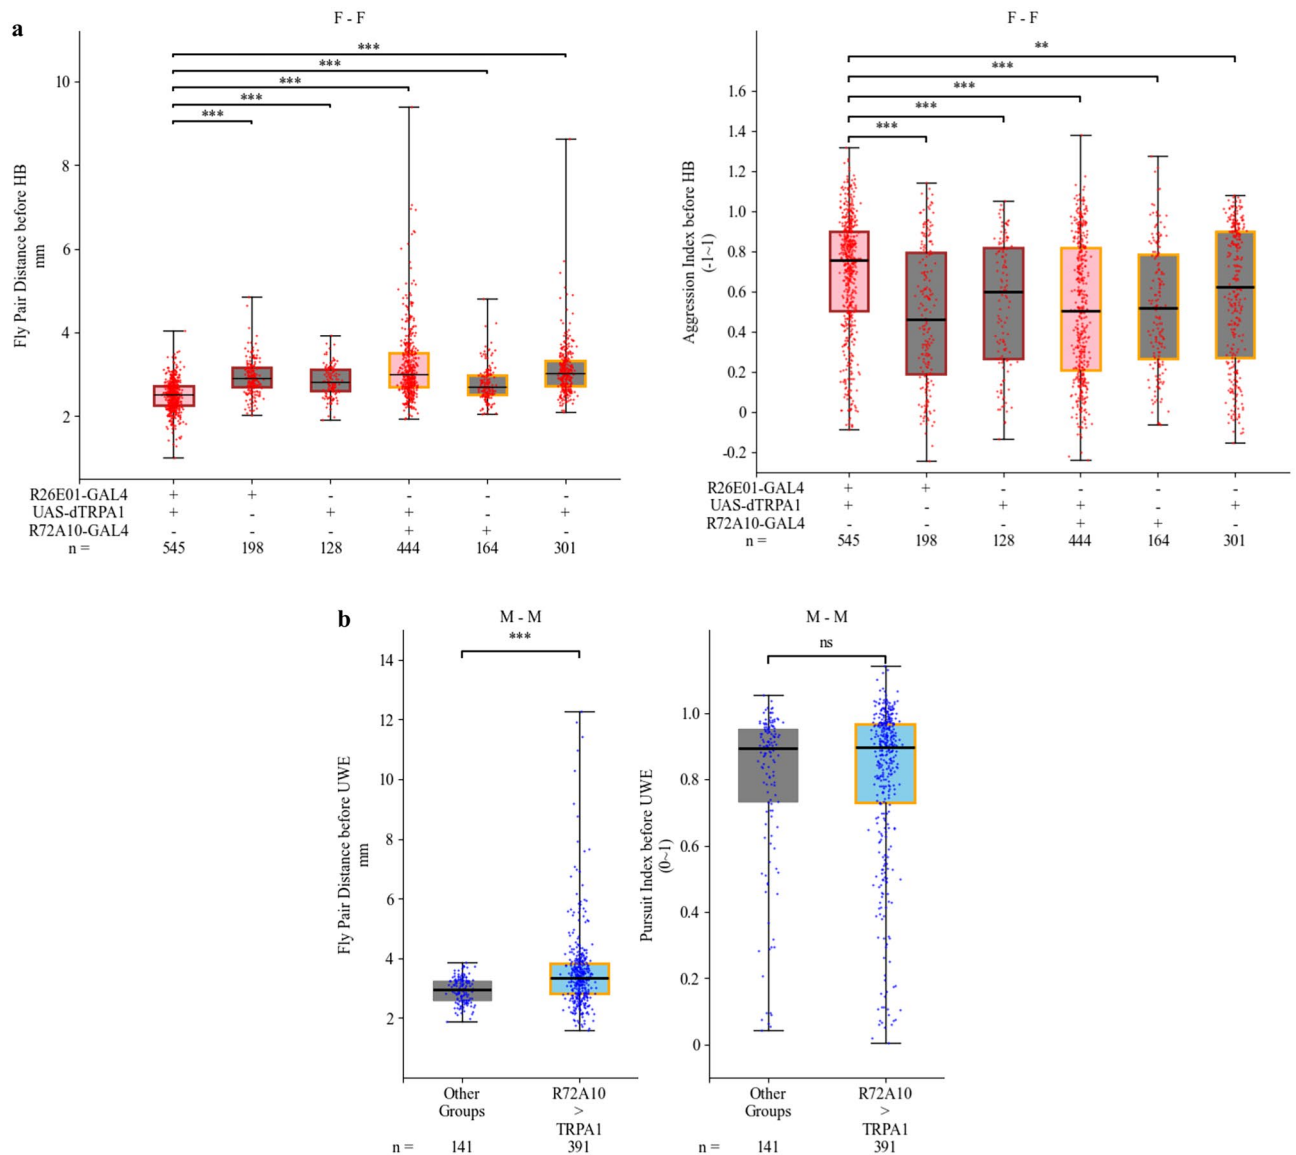 a
F - F
***
***
***
***
***
Fly Pair Distance before HB
mm
10
8
6
4
2
R26E01-GAL4 + + - - - -
UAS-dTRPA1 + - + + - +
R72A10-GAL4 - - - + + -
n = 545 198 128 444 164 301
F - F
**
***
***
***
***
Aggression Index before HB
(-1~1)
1.6
1.4
1.2
1.0
0.8
0.6
0.4
0.2
0
-0.2
R26E01-GAL4 + + - - - -
UAS-dTRPA1 + - + + - +
R72A10-GAL4 - - - + + -
n = 545 198 128 444 164 301
b
M - M
***
Fly Pair Distance before UWE
mm
14
12
10
8
6
4
2
Other
Groups
R72A10
>
TRPA1
n = 141 391
M - M
ns
Pursuit Index before UWE
(0~1)
1.0
0.8
0.6
0.4
0.2
0
Other
Groups
R72A10
>
TRPA1
n = 141 391